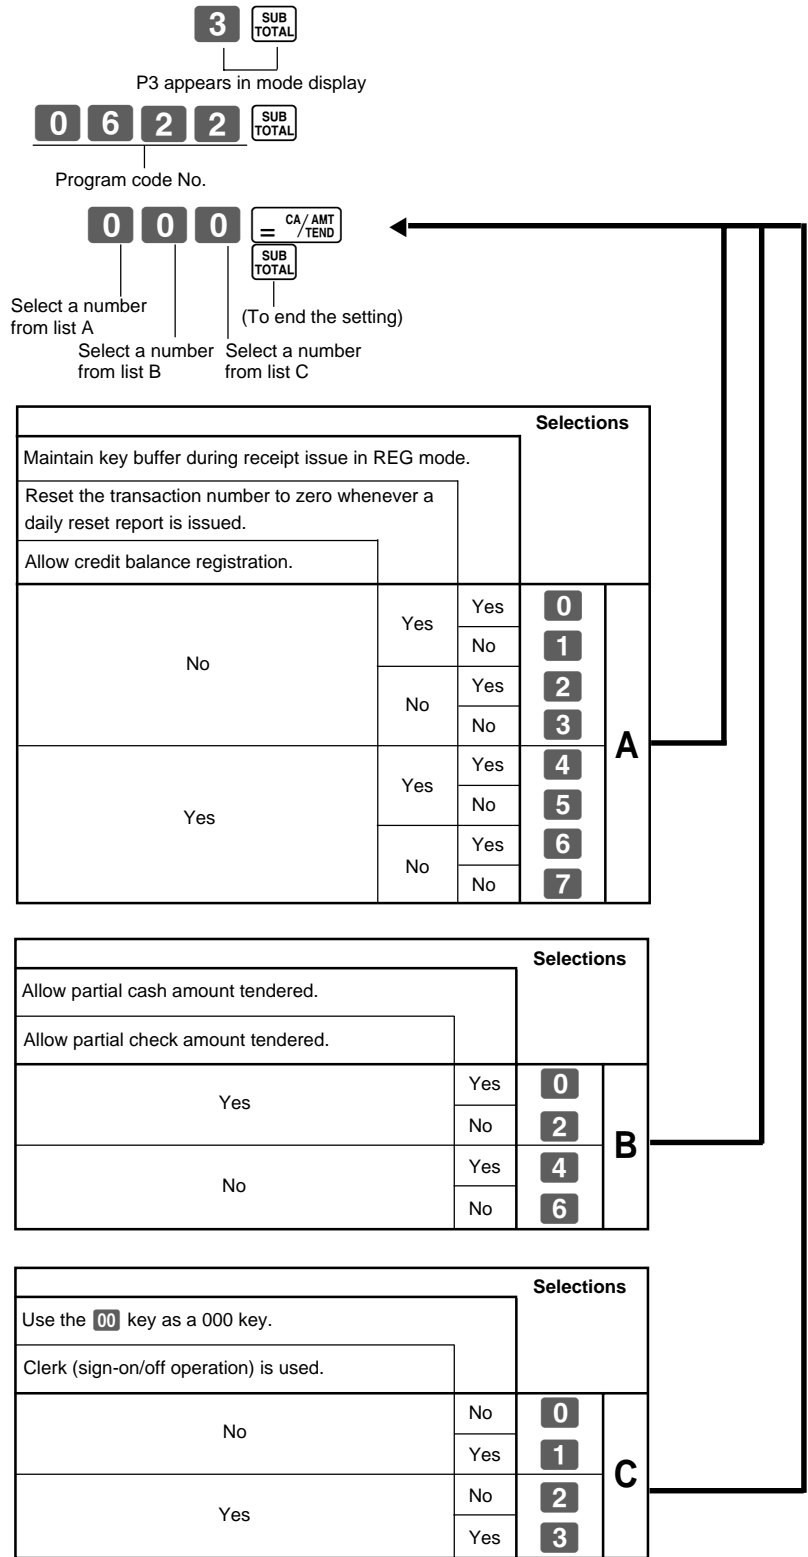 3 SUB TOTAL
P3 appears in mode display
0 6 2 2 SUB TOTAL
Program code No.
0 0 0 = CA/AMT TEND
SUB TOTAL
Select a number from list A
(To end the setting)
Select a number from list B
Select a number from list C
Selections
Maintain key buffer during receipt issue in REG mode.
Reset the transaction number to zero whenever a
daily reset report is issued.
Allow credit balance registration.
No Yes Yes 0
No 1
No Yes 2
No 3
A
Yes Yes Yes 4
No 5
No Yes 6
No 7
Selections
Allow partial cash amount tendered.
Allow partial check amount tendered.
Yes Yes 0
No 2
B
No Yes 4
No 6
Selections
Use the 00 key as a 000 key.
Clerk (sign-on/off operation) is used.
No No 0
Yes 1
C
Yes No 2
Yes 3